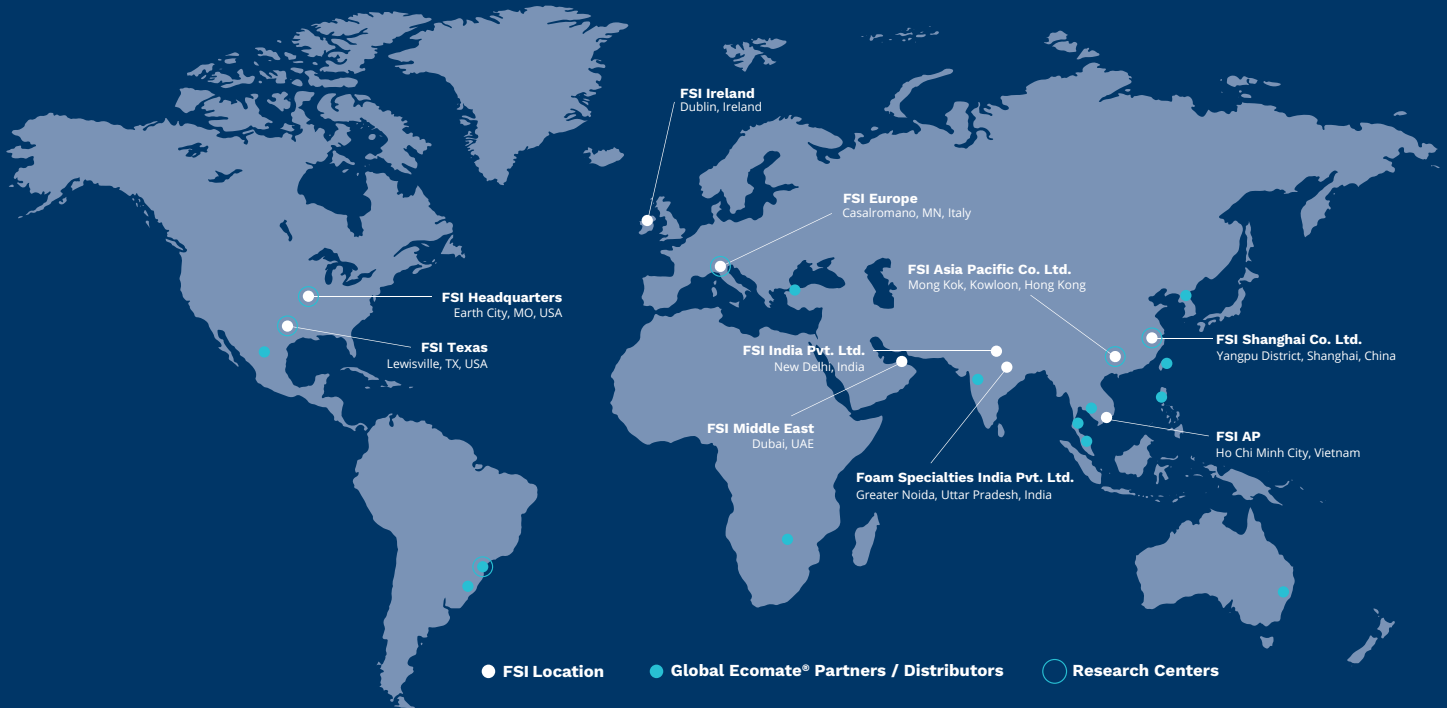 FSI Ireland
Dublin, Ireland
FSI Europe
Casalromano, MN, Italy
FSI Asia Pacific Co. Ltd.
Mong Kok, Kowloon, Hong Kong
FSI Headquarters
Earth City, MO, USA
FSI Texas
Lewisville, TX, USA
FSI India Pvt. Ltd.
New Delhi, India
FSI Shanghai Co. Ltd.
Yangpu District, Shanghai, China
FSI Middle East
Dubai, UAE
FSI AP
Ho Chi Minh City, Vietnam
Foam Specialties India Pvt. Ltd.
Greater Noida, Uttar Pradesh, India
FSI Location
Global Ecomate® Partners / Distributors
Research Centers